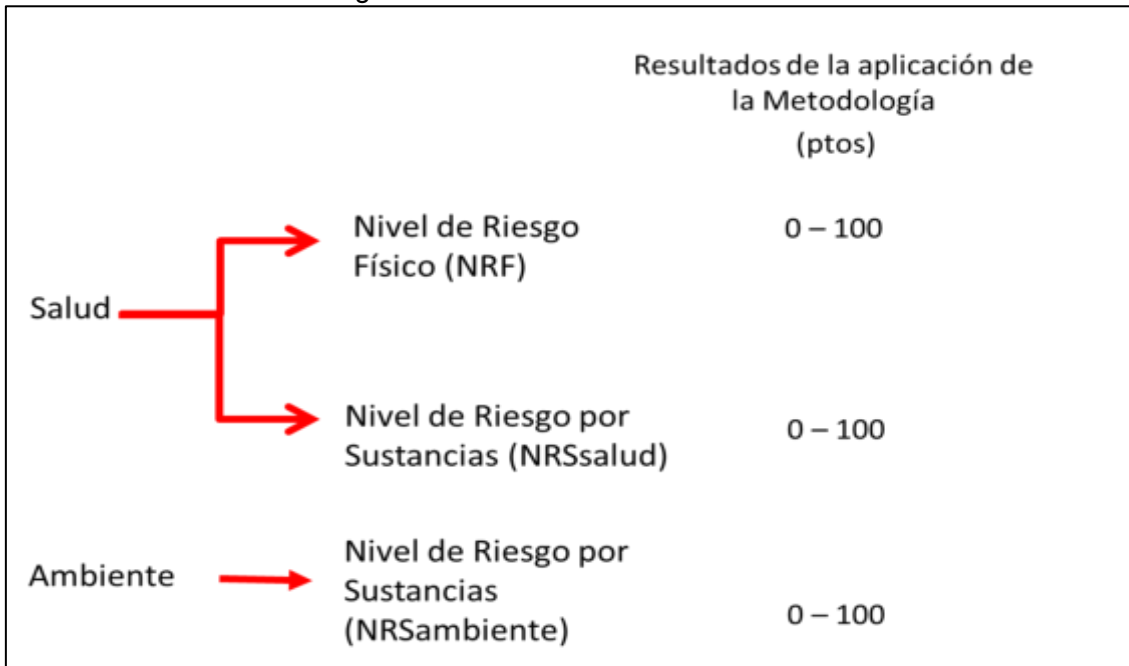 Resultados de la aplicación de
la Metodología
(ptos)
Nivel de Riesgo
Físico (NRF)
0 – 100
Salud
Nivel de Riesgo por
Sustancias (NRSsalud)
0 – 100
Ambiente
Nivel de Riesgo por
Sustancias
(NRSambiente)
0 – 100